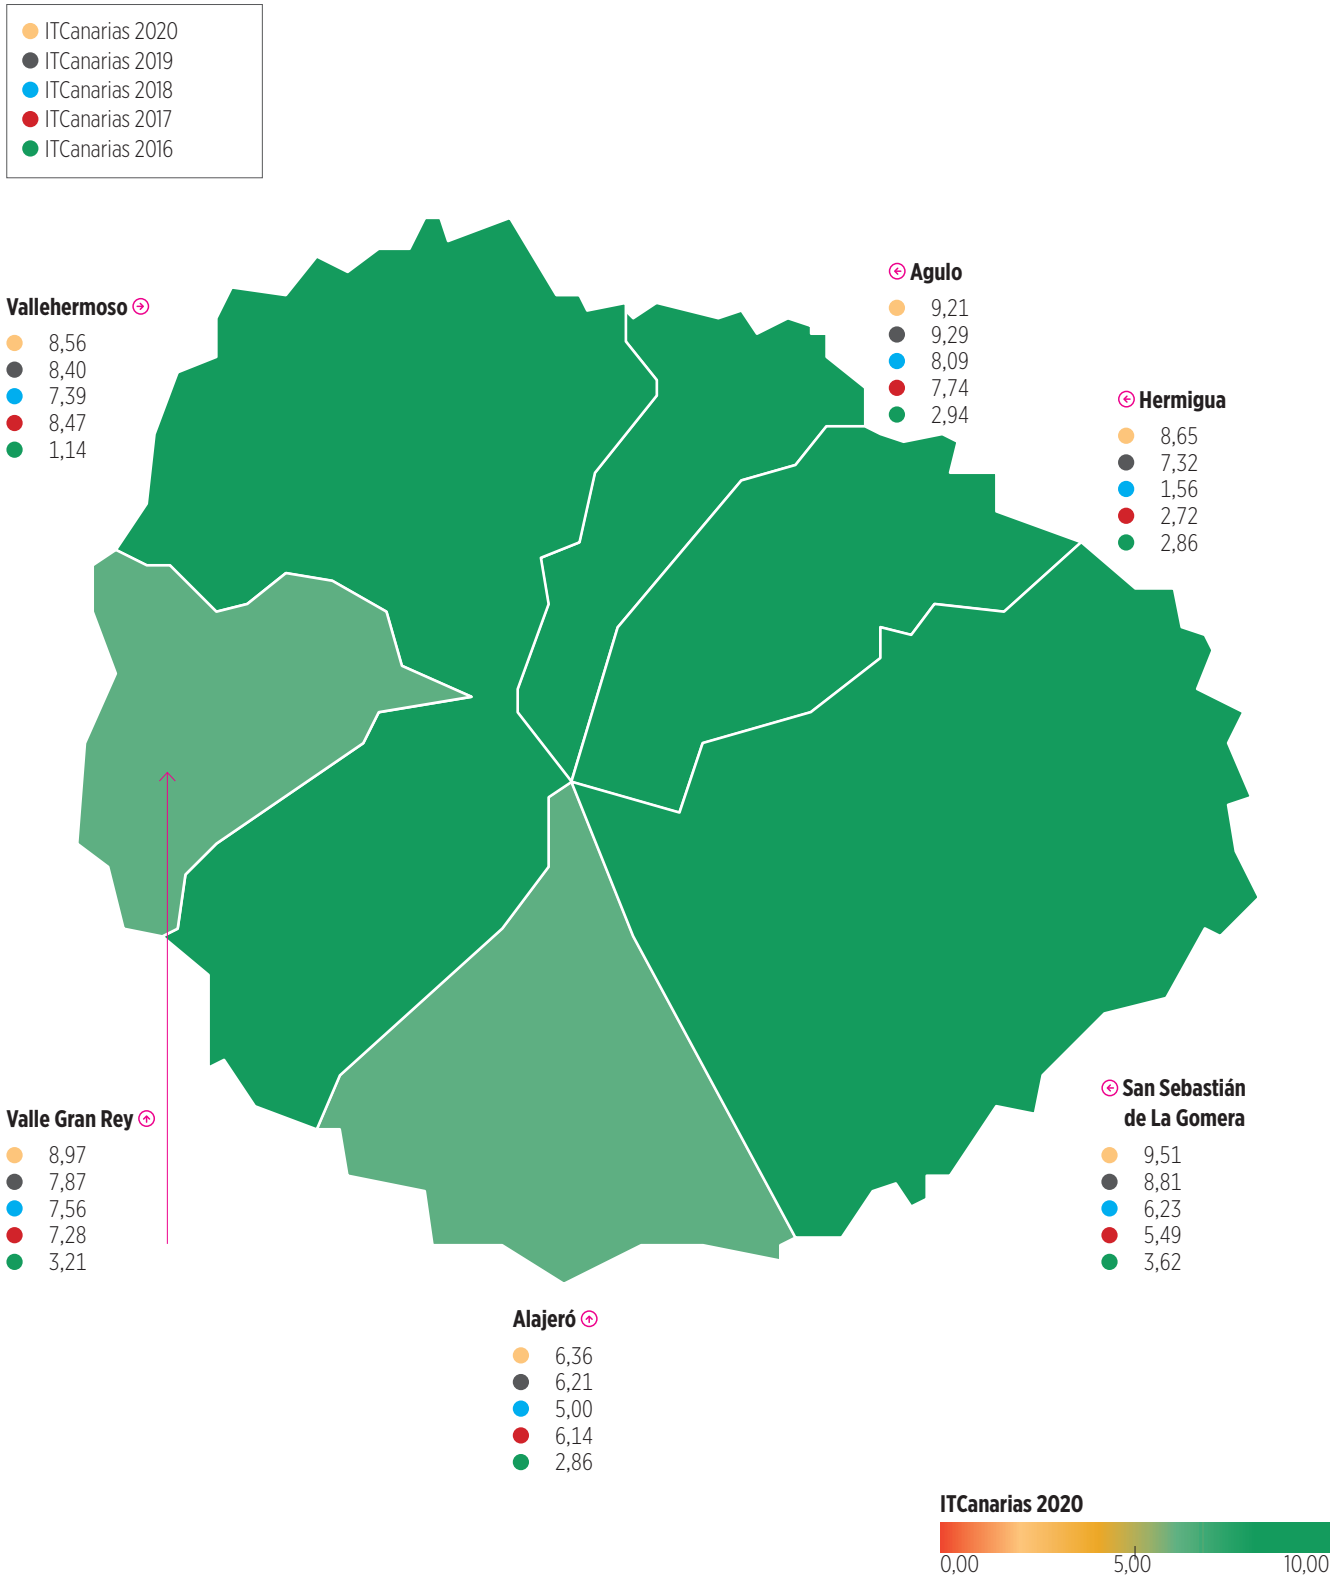 ITCanarias 2020
ITCanarias 2019
ITCanarias 2018
ITCanarias 2017
ITCanarias 2016
Vallehermoso
8,56
8,40
7,39
8,47
1,14
Agulo
9,21
9,29
8,09
7,74
2,94
Hermigua
8,65
7,32
1,56
2,72
2,86
Valle Gran Rey
8,97
7,87
7,56
7,28
3,21
San Sebastián
de La Gomera
9,51
8,81
6,23
5,49
3,62
Alajeró
6,36
6,21
5,00
6,14
2,86
ITCanarias 2020
0,00 5,00 10,00